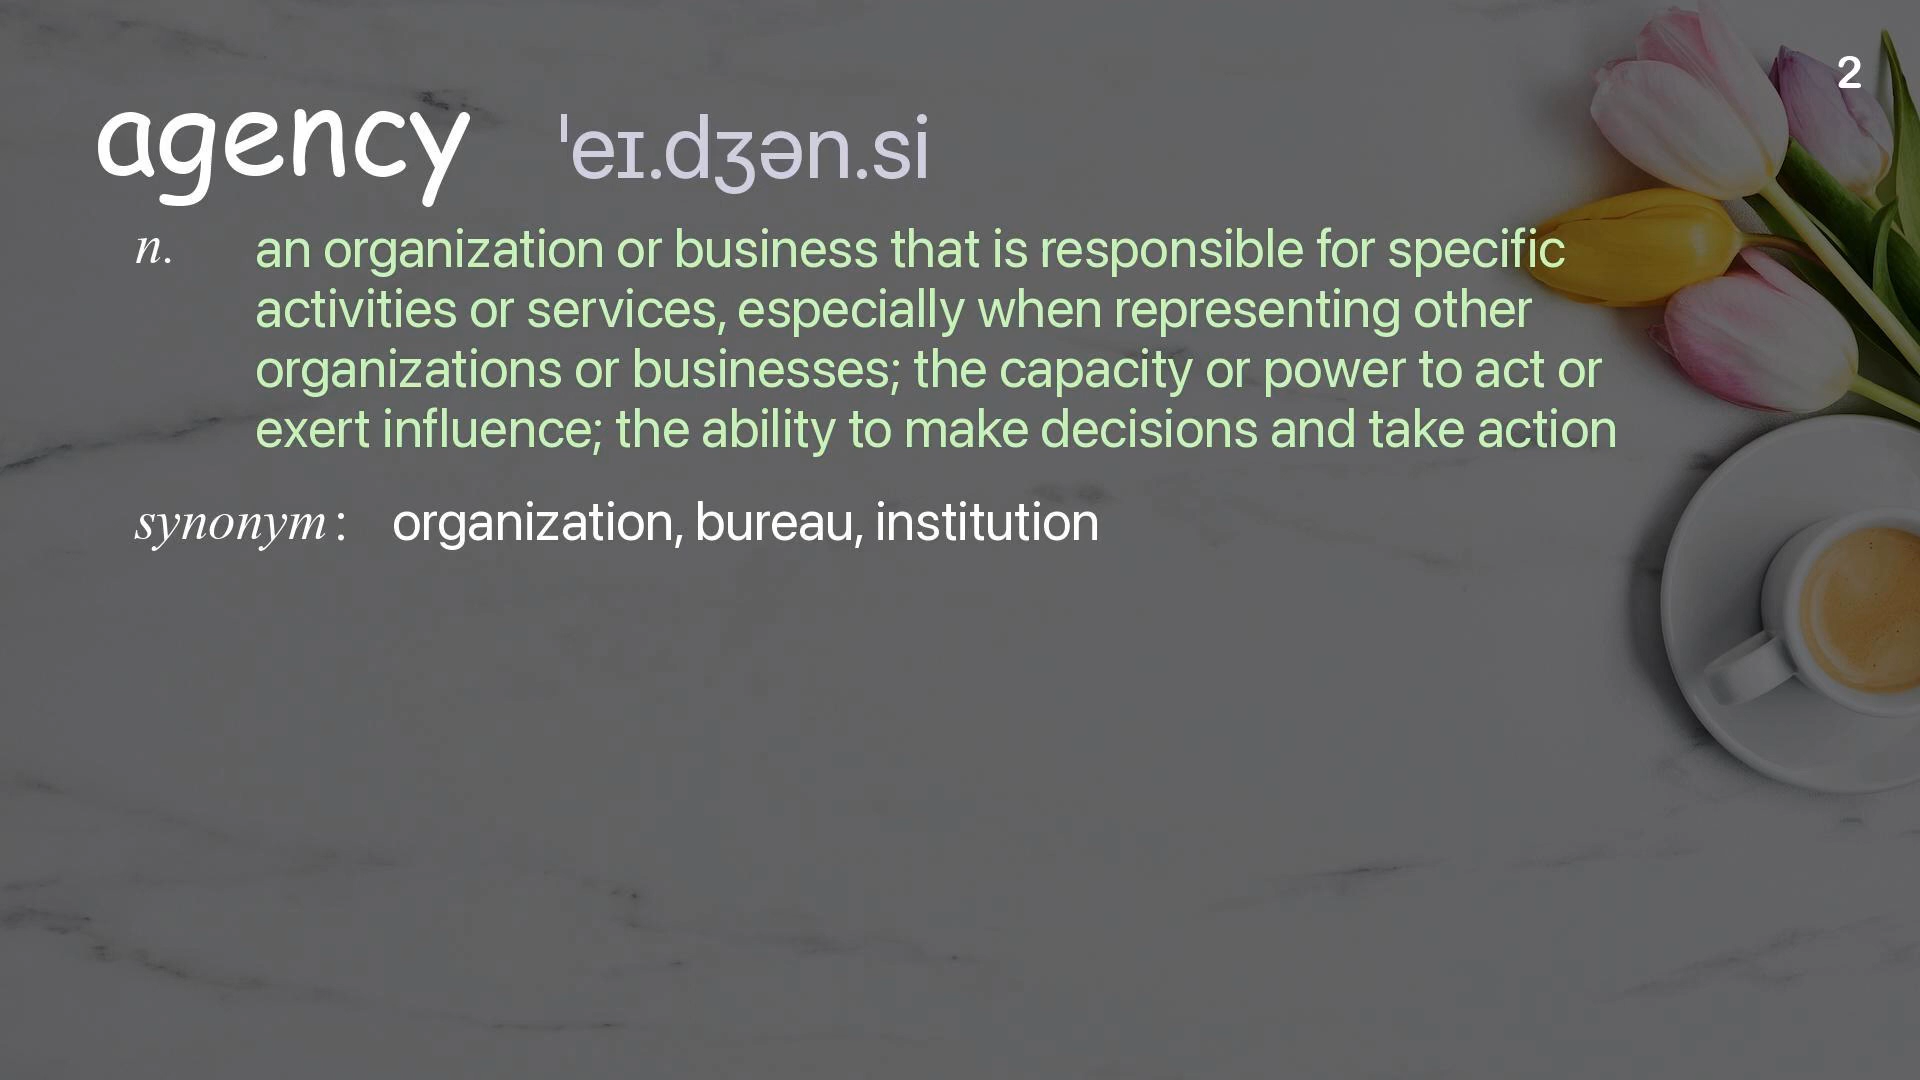 2
agency ˈeɪ.dʒən.si
n. an organization or business that is responsible for specific
activities or services, especially when representing other
organizations or businesses; the capacity or power to act or
exert influence; the ability to make decisions and take action
synonym : organization, bureau, institution